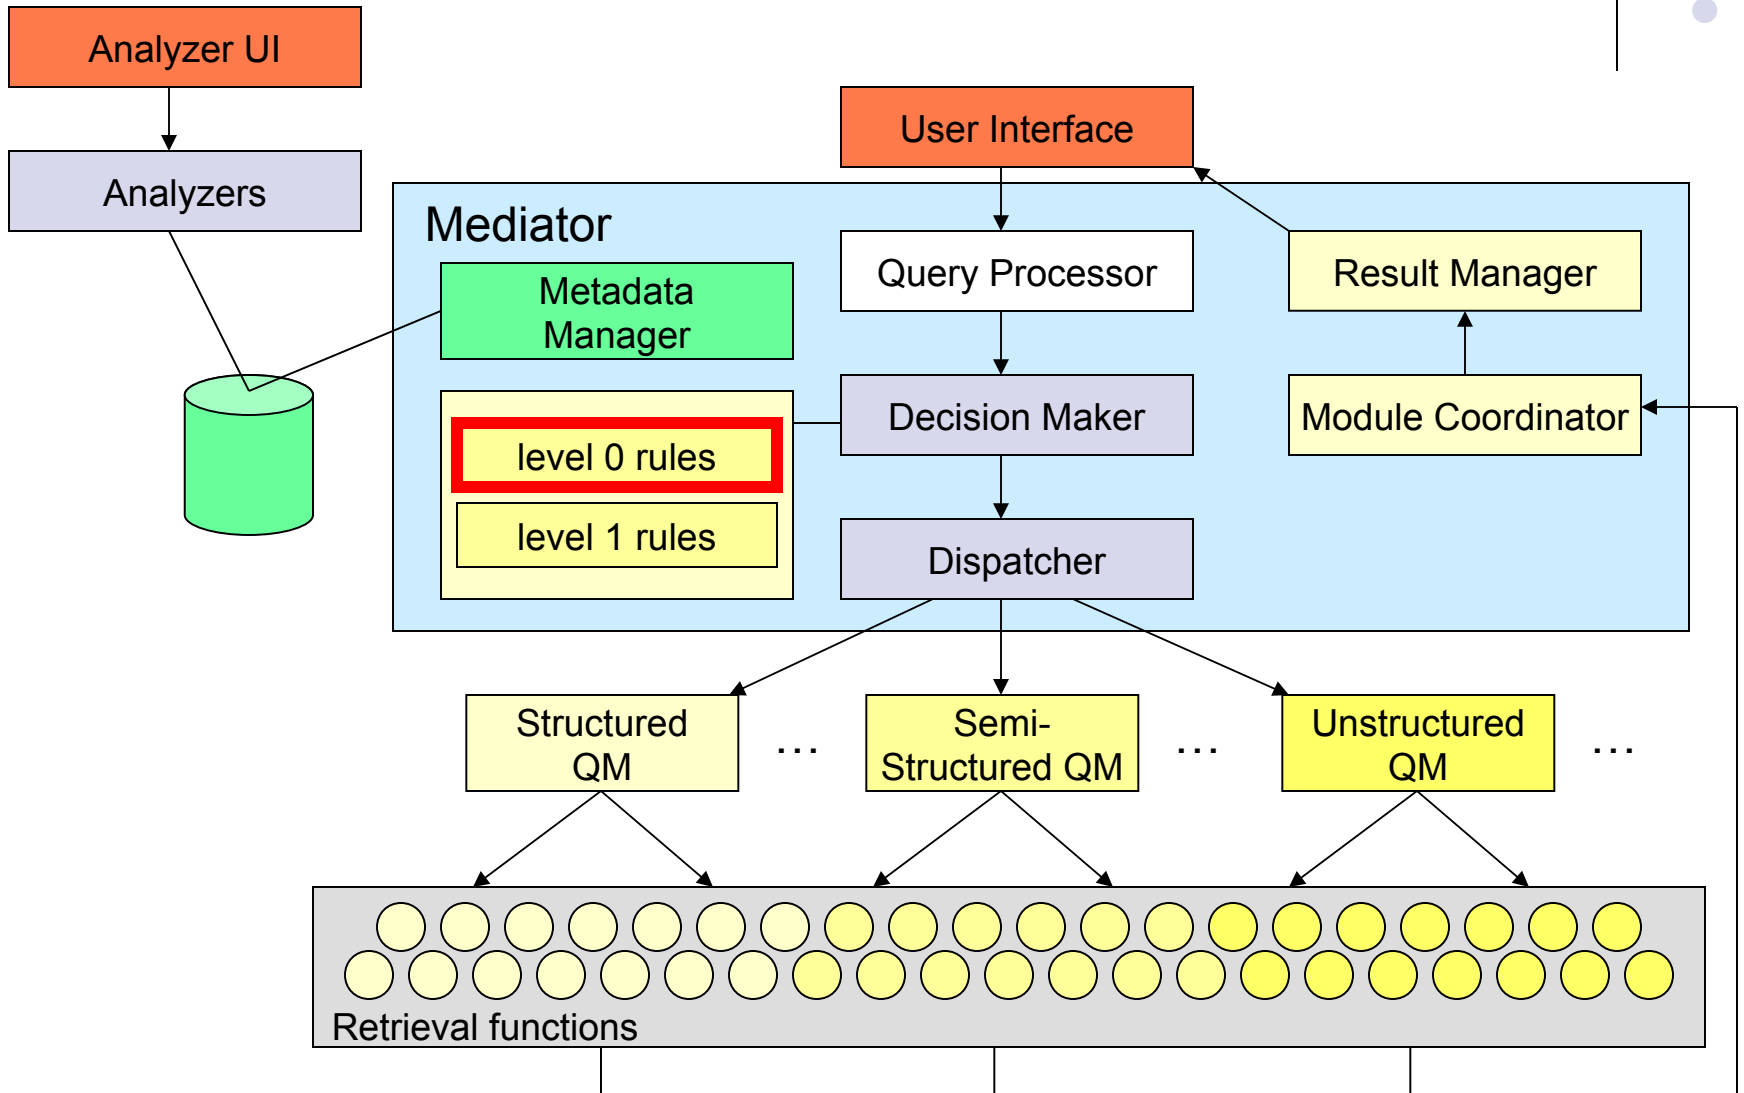 Analyzer UI
Analyzers
User Interface
Mediator
Metadata
Manager
Query Processor
Result Manager
level 0 rules
level 1 rules
Decision Maker
Module Coordinator
Dispatcher
Structured
QM
...
Semi-
Structured QM
...
Unstructured
QM
...
Retrieval functions